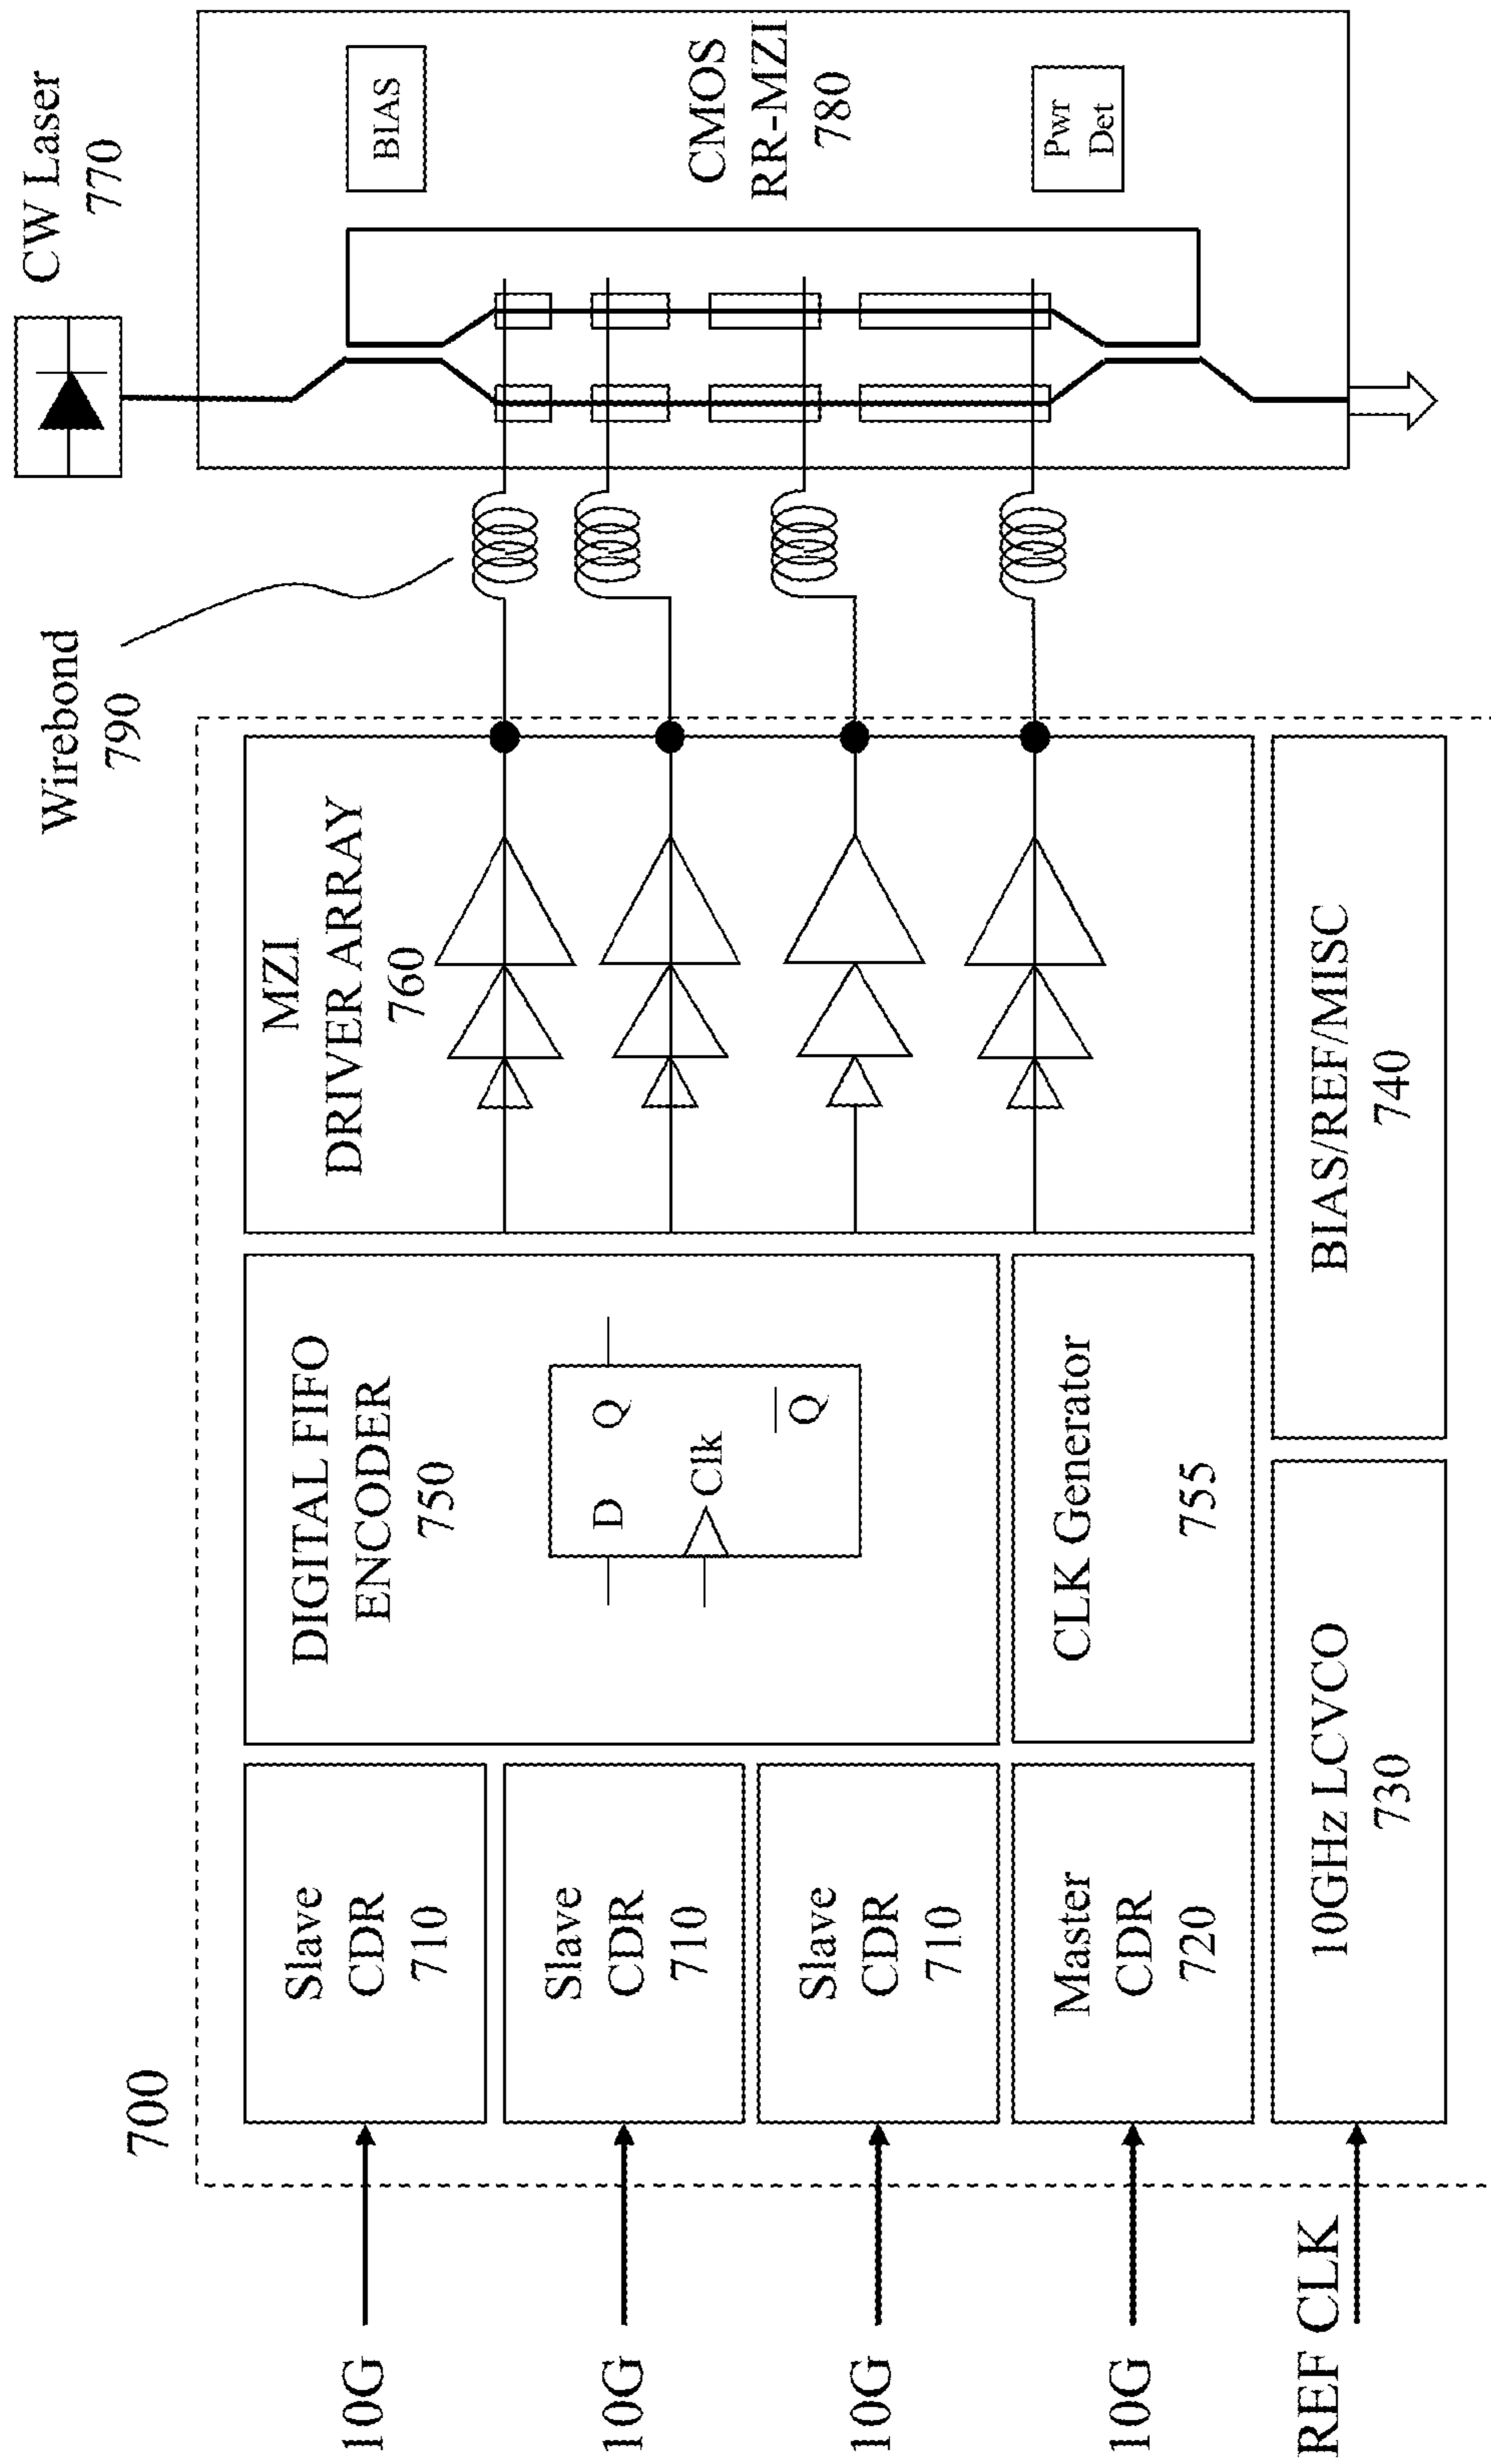 700
10G
10G
10G
10G
REF CLK
Slave
CDR
710
Slave
CDR
710
Slave
CDR
710
Master
CDR
720
10GHz LCVCO
730
DIGITAL FIFO
ENCODER
750
D
Q
Clk
Q
CLK Generator
755
BIAS/REF/MISC
740
MZI
DRIVER ARRAY
760
Wirebond
790
CW Laser
770
BIAS
CMOS
RR-MZI
780
Pwr
Det